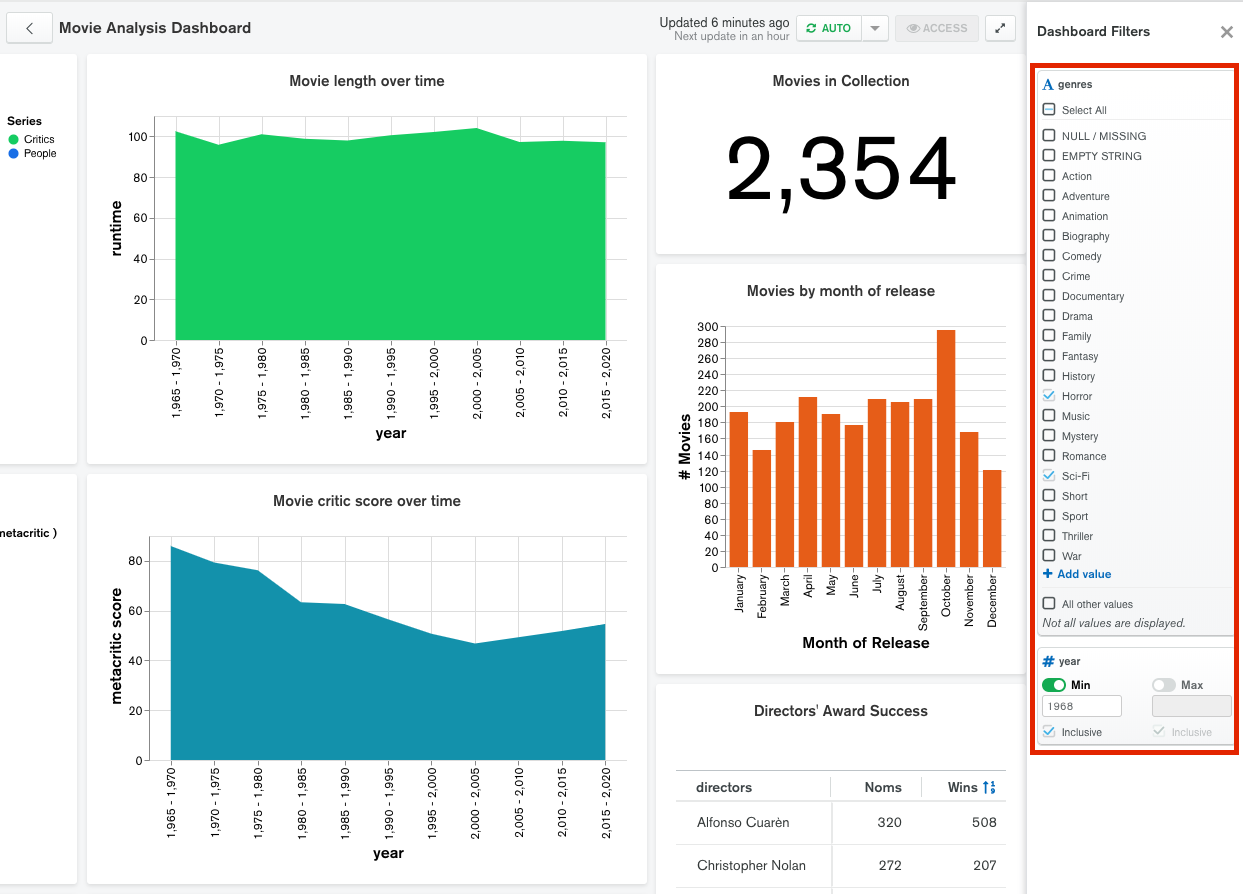 Movie Analysis Dashboard
Updated 6 minutes ago
Next update in an hour
AUTO
ACCESS
Series
Critics
People
metacritic )
Movie length over time
100
80
60
40
20
0
runtime
1,965 - 1,970
1,970 - 1,975
1,975 - 1,980
1,980 - 1,985
1,985 - 1,990
1,990 - 1,995
1,995 - 2,000
2,000 - 2,005
2,005 - 2,010
2,010 - 2,015
2,015 - 2,020
year
Movie critic score over time
80
60
40
20
0
metacritic score
1,965 - 1,970
1,970 - 1,975
1,975 - 1,980
1,980 - 1,985
1,985 - 1,990
1,990 - 1,995
1,995 - 2,000
2,000 - 2,005
2,005 - 2,010
2,010 - 2,015
2,015 - 2,020
year
Movies in Collection
2,354
Movies by month of release
300
280
260
240
220
200
180
160
140
120
100
80
60
40
20
0
# Movies
January
February
March
April
May
June
July
August
September
October
November
December
Month of Release
Directors' Award Success
directors Noms Wins
Alfonso Cuarèn 320 508
Christopher Nolan 272 207
Dashboard Filters
A genres
Select All
NULL / MISSING
EMPTY STRING
Action
Adventure
Animation
Biography
Comedy
Crime
Documentary
Drama
Family
Fantasy
History
Horror
Music
Mystery
Romance
Sci-Fi
Short
Sport
Thriller
War
+ Add value
All other values
Not all values are displayed.
# year
Min Max
1968
Inclusive Inclusive